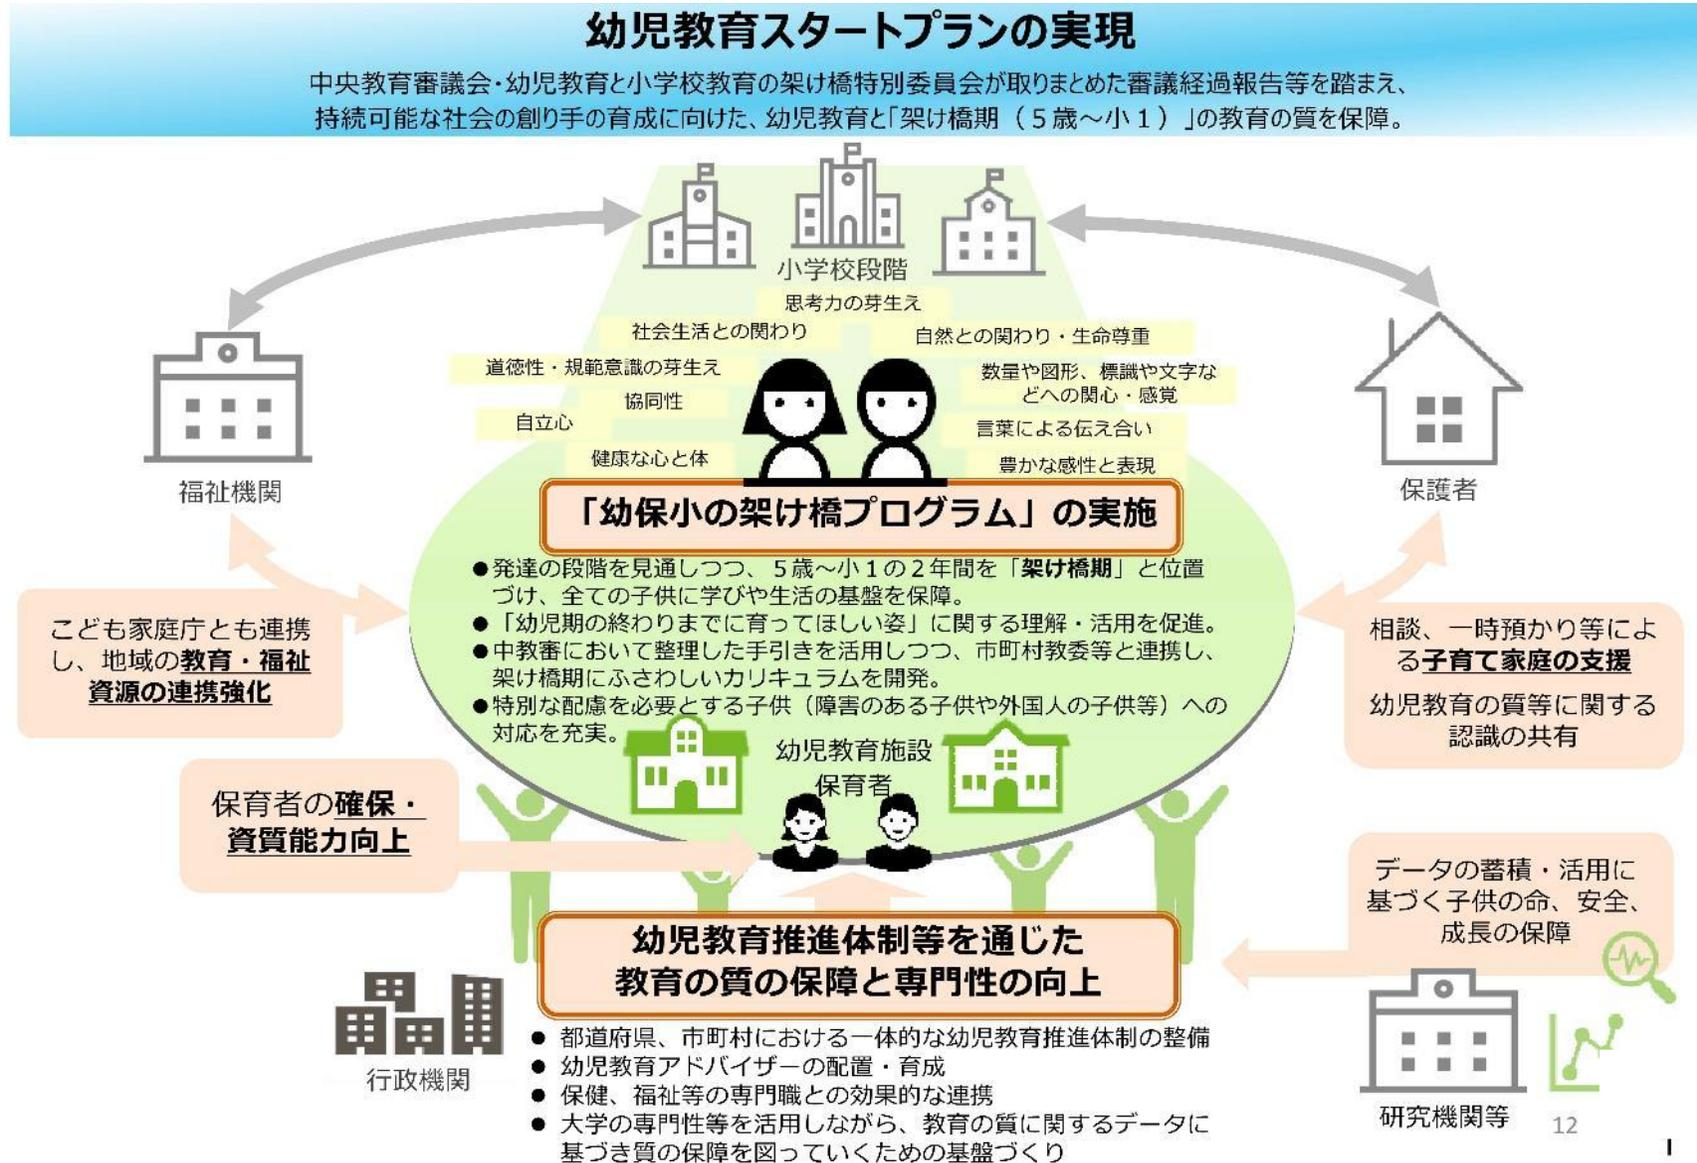 幼児教育スタートプランの実現
中央教育審議会・幼児教育と小学校教育の架け橋特別委員会が取りまとめた審議経過報告等を踏まえ、
持続可能な社会の創り手の育成に向けた、幼児教育と「架け橋期（５歳～小１）」の教育の質を保障。
小学校段階
思考力の芽生え
社会生活との関わり
自然との関わり・生命尊重
道徳性・規範意識の芽生え
数量や図形、標識や文字な
どへの関心・感覚
協同性
自立心
言葉による伝え合い
健康な心と体
豊かな感性と表現
福祉機関
保護者
「幼保小の架け橋プログラム」の実施
●発達の段階を見通しつつ、５歳～小１の２年間を「架け橋期」と位置
づけ、全ての子供に学びや生活の基盤を保障。
●「幼児期の終わりまでに育ってほしい姿」に関する理解・活用を促進。
●中教審において整理した手引きを活用しつつ、市町村教委等と連携し、
架け橋期にふさわしいカリキュラムを開発。
●特別な配慮を必要とする子供（障害のある子供や外国人の子供等）への
対応を充実。
こども家庭庁とも連携
し、地域の教育・福祉
資源の連携強化
相談、一時預かり等によ
る子育て家庭の支援
幼児教育の質等に関する
認識の共有
幼児教育施設
保育者
保育者の確保・
資質能力向上
データの蓄積・活用に
基づく子供の命、安全、
成長の保障
幼児教育推進体制等を通じた
教育の質の保障と専門性の向上
行政機関
● 都道府県、市町村における一体的な幼児教育推進体制の整備
● 幼児教育アドバイザーの配置・育成
● 保健、福祉等の専門職との効果的な連携
● 大学の専門性等を活用しながら、教育の質に関するデータに
基づき質の保障を図っていくための基盤づくり
研究機関等
12